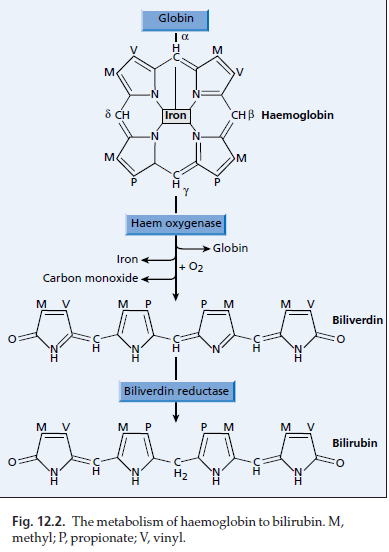 Globin
α
H
V C M
M V
N N
δ CH Iron CH β Haemoglobin
N N
M M
C
P H P
γ
Haem oxygenase
Globin
Iron
+ O2
Carbon monoxide
M V M P P M M V
Biliverdin
O C C C O
N H N H N H N
H H H
Biliverdin reductase
M V M P P M M V
Bilirubin
O C C C O
N H N H2 N H N
H H H H
Fig. 12.2. The metabolism of haemoglobin to bilirubin. M,
methyl; P, propionate; V, vinyl.